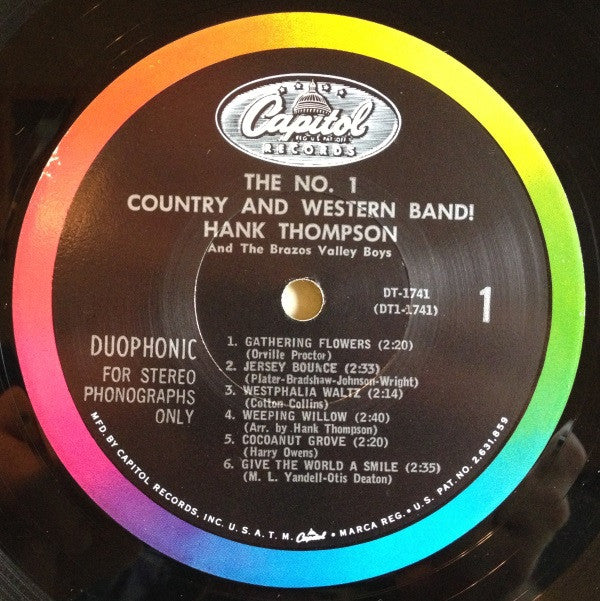 Capitol
REG. U.S. PAT. OFF.
RECORDS
THE NO. 1
COUNTRY AND WESTERN BAND!
HANK THOMPSON
And The Brazos Valley Boys
DT-1741
(DT1-1741)
1
DUOPHONIC
FOR STEREO
PHONOGRAPHS
ONLY
1. GATHERING FLOWERS (2:20)
(Orville Proctor)
2. JERSEY BOUNCE (2:33)
(Plater-Bradshaw-Johnson-Wright)
3. WESTPHALIA WALTZ (2:14)
(Cotton Collins)
4. WEEPING WILLOW (2:40)
(Arr. by Hank Thompson)
5. COCOANUT GROVE (2:20)
(Harry Owens)
6. GIVE THE WORLD A SMILE (2:35)
(M. L. Yandell-Otis Deaton)
MFD. BY CAPITOL RECORDS, INC. U. S. A. T. M. Capitol • MARCA REG. • U. S. PAT. NO. 2,631,859